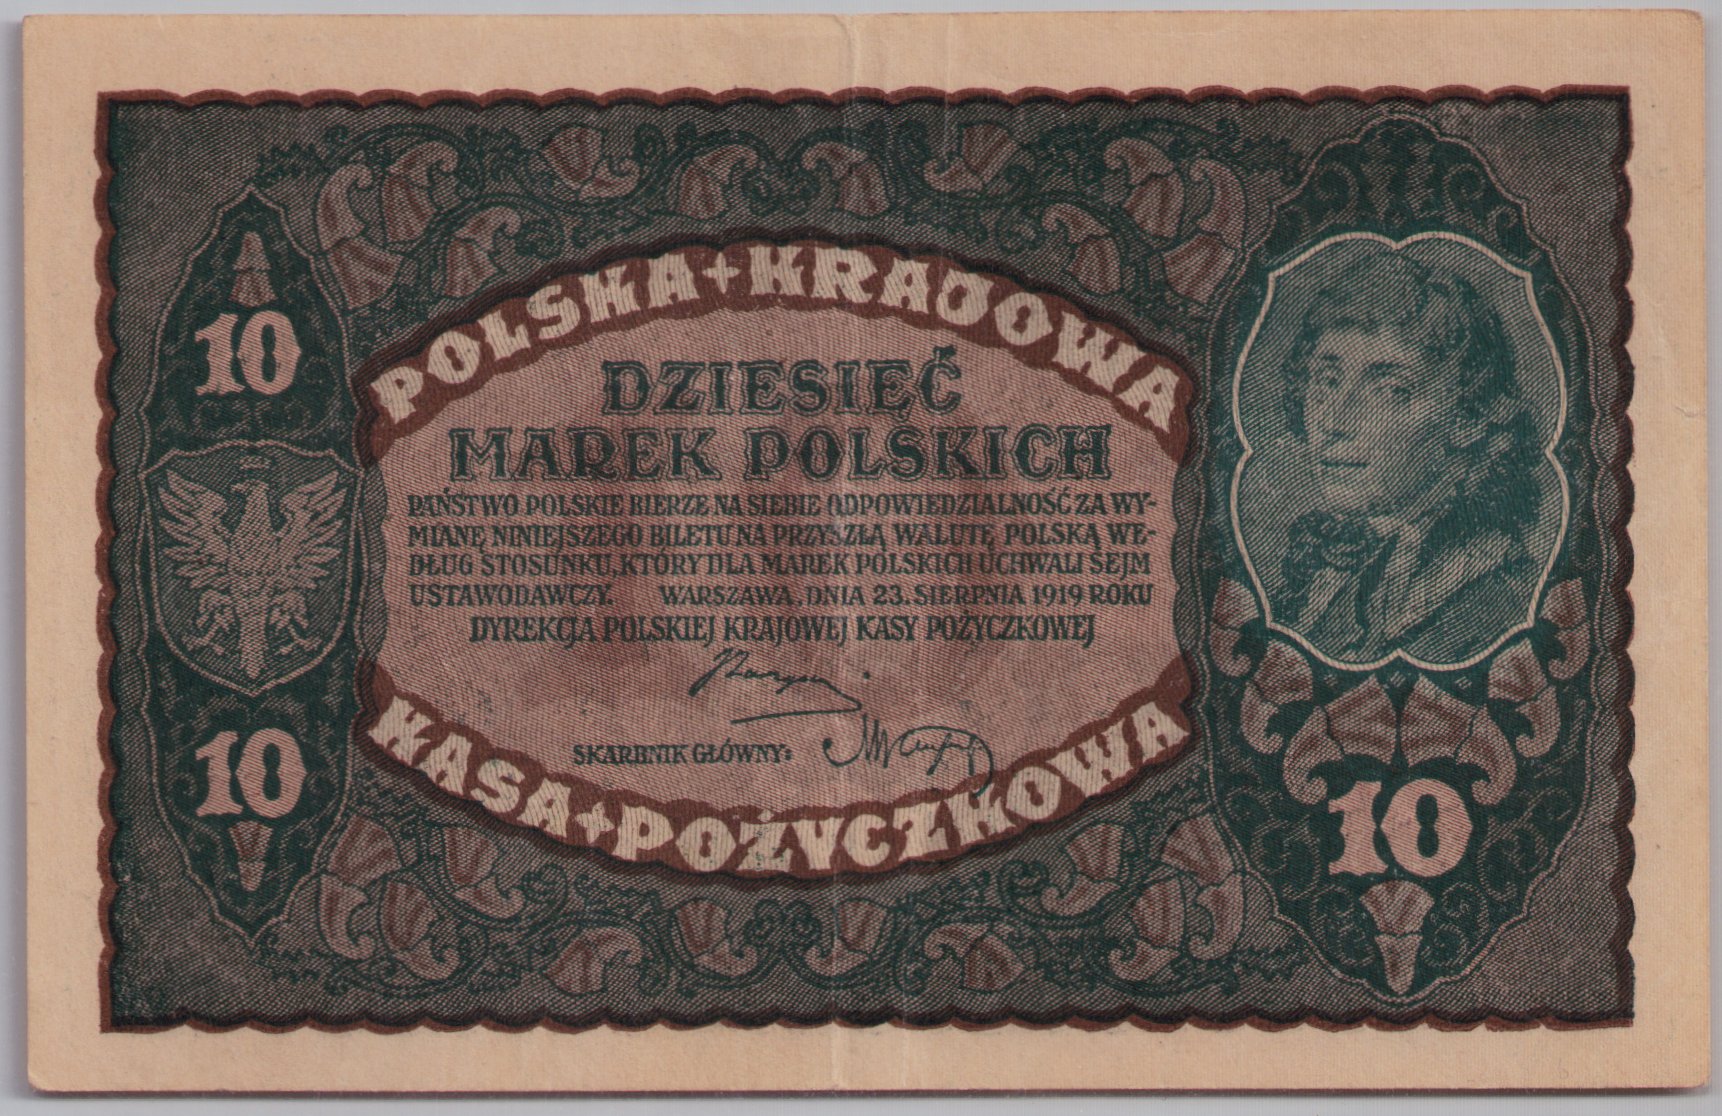 POLSKA + KRAJOWA
10
DZIESIĘĆ
MAREK POLSKICH
PAŃSTWO POLSKIE BIERZE NA SIEBIE ODPOWIEDZIALNOŚĆ ZA WY-
MIANĘ NINIEJSZEGO BILETU NA PRZYSZŁĄ WALUTĘ POLSKĄ WE-
DŁUG STOSUNKU, KTÓRY DLA MAREK POLSKICH UCHWALI SEJM
USTAWODAWCZY. WARSZAWA, DNIA 23. SIERPNIA 1919 ROKU
DYREKCJA POLSKIEJ KRAJOWEJ KASY POŻYCZKOWEJ
SKARBNIK GŁÓWNY:
10
10
KASA + POŻYCZKOWA